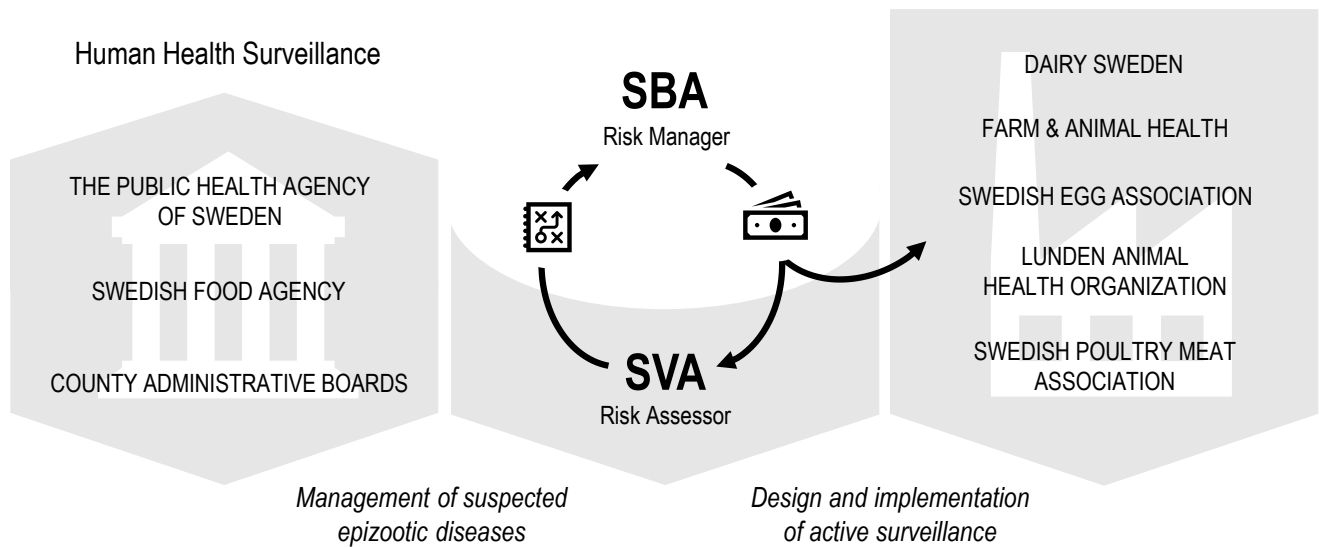 Human Health Surveillance
THE PUBLIC HEALTH AGENCY
OF SWEDEN
SWEDISH FOOD AGENCY
COUNTY ADMINISTRATIVE BOARDS
SBA
Risk Manager
SVA
Risk Assessor
DAIRY SWEDEN
FARM & ANIMAL HEALTH
SWEDISH EGG ASSOCIATION
LUNDEN ANIMAL
HEALTH ORGANIZATION
SWEDISH POULTRY MEAT
ASSOCIATION
Management of suspected
epizootic diseases
Design and implementation
of active surveillance